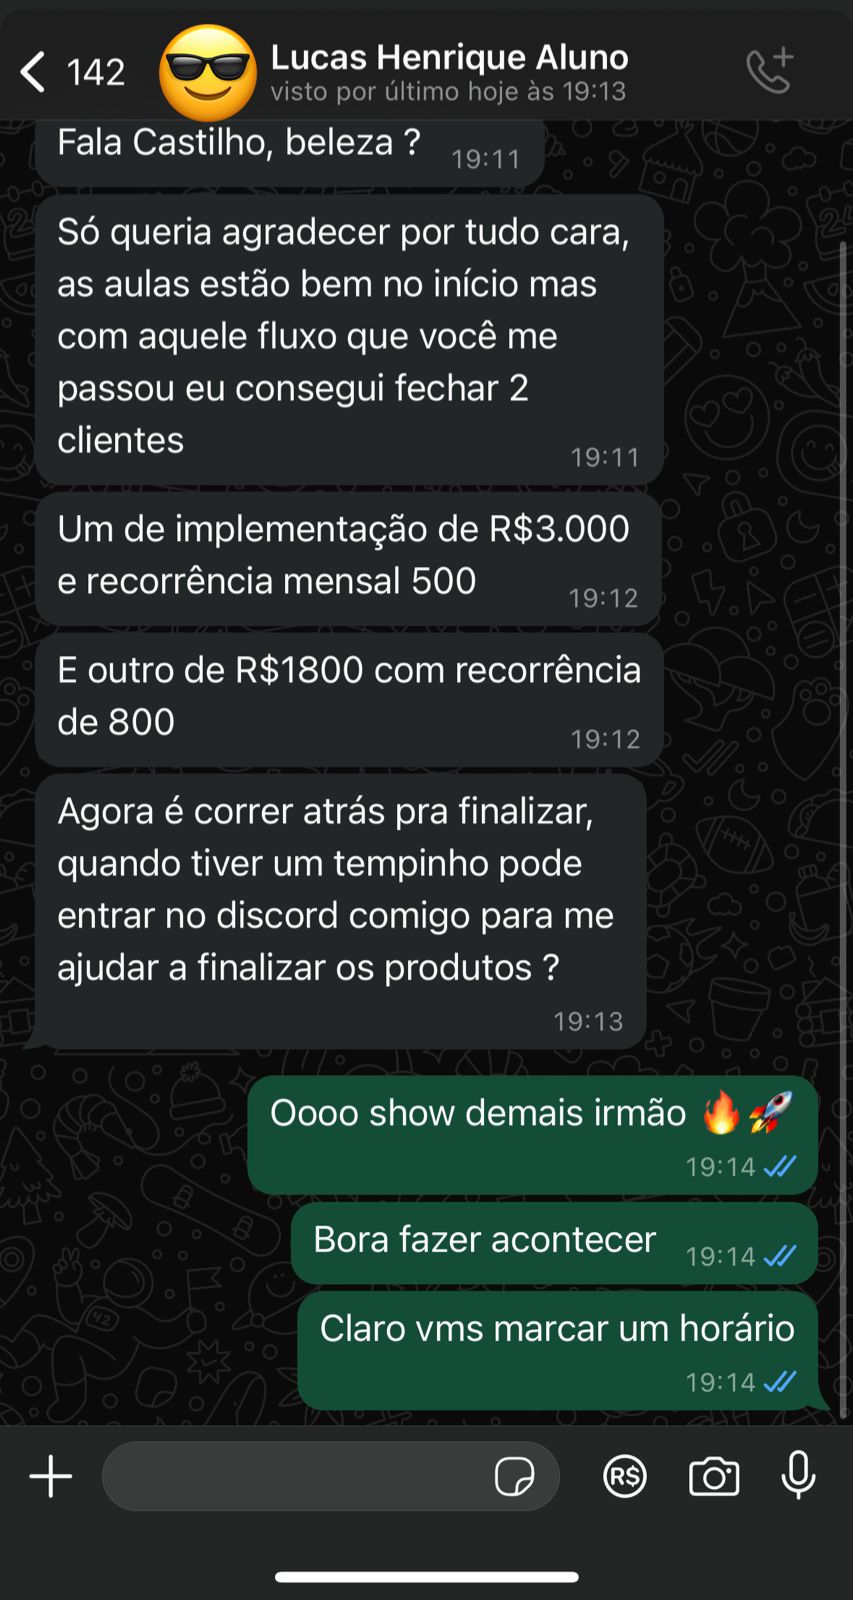 142
Lucas Henrique Aluno
visto por último hoje às 19:13
Fala Castilho, beleza ?
19:11
Só queria agradecer por tudo cara,
as aulas estão bem no início mas
com aquele fluxo que você me
passou eu consegui fechar 2
clientes
19:11
Um de implementação de R$3.000
e recorrência mensal 500
19:12
E outro de R$1800 com recorrência
de 800
19:12
Agora é correr atrás pra finalizar,
quando tiver um tempinho pode
entrar no discord comigo para me
ajudar a finalizar os produtos ?
19:13
Oooo show demais irmão 🔥🚀
19:14
Bora fazer acontecer
19:14
Claro vms marcar um horário
19:14
R$